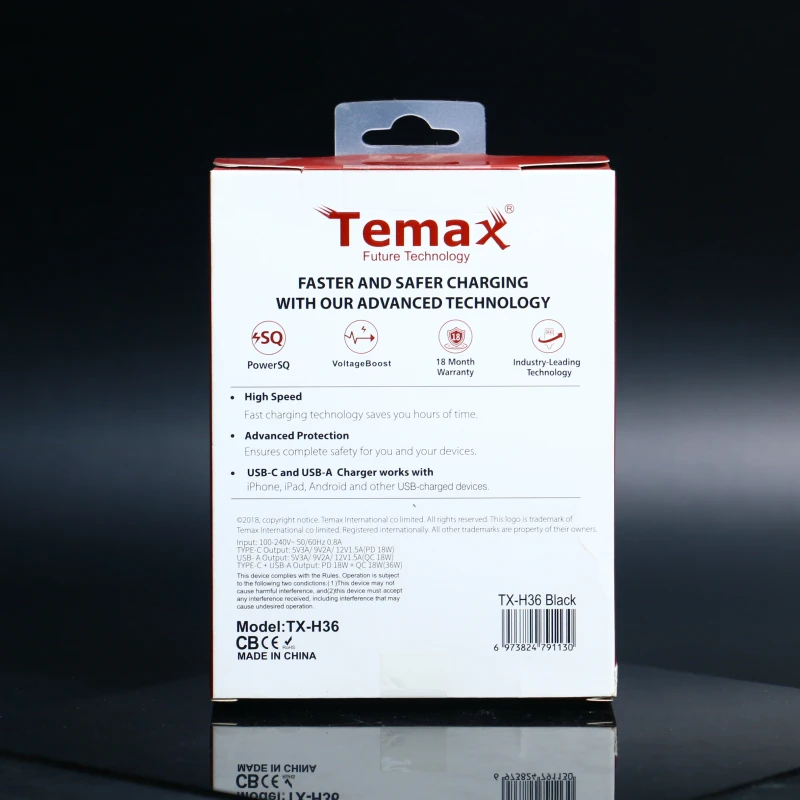 Temax®
Future Technology
FASTER AND SAFER CHARGING
WITH OUR ADVANCED TECHNOLOGY
SQ
18
PowerSQ
VoltageBoost
18 Month
Warranty
Industry-Leading
Technology
• High Speed
Fast charging technology saves you hours of time.
• Advanced Protection
Ensures complete safety for you and your devices.
• USB-C and USB-A Charger works with
iPhone, iPad, Android and other USB-charged devices.
©2018, copyright notice. Temax International co limited. All rights reserved. This logo is trademark of
Temax International co limited. Registered internationally. All other trademarks are property of their owners.
Input: 100-240V~ 50/60Hz 0.8A
TYPE-C Output: 5V3A/ 9V2A/ 12V1.5A(PD 18W)
USB- A Output: 5V3A/ 9V2A/ 12V1.5A(QC 18W)
TYPE-C + USB-A Output: PD 18W + QC 18W(36W)
This device complies with the Rules. Operation is subject
to the following two conditions:(1)This device may not
cause harmful interference, and(2)this device must accept
any interference received, including interference that may
cause undesired operation.
TX-H36 Black
6 973824 791130
Model:TX-H36
CB CE RoHS
MADE IN CHINA